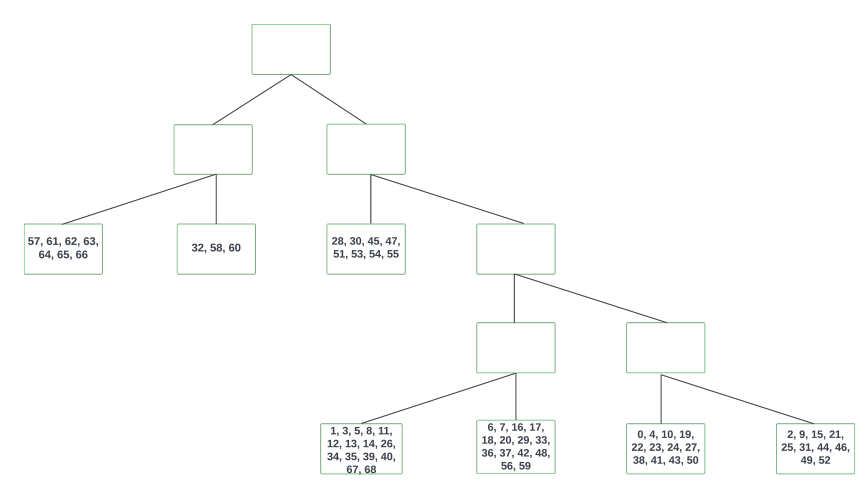 57, 61, 62, 63,
64, 65, 66
32, 58, 60
28, 30, 45, 47,
51, 53, 54, 55
1, 3, 5, 8, 11,
12, 13, 14, 26,
34, 35, 39, 40,
67, 68
6, 7, 16, 17,
18, 20, 29, 33,
36, 37, 42, 48,
56, 59
0, 4, 10, 19,
22, 23, 24, 27,
38, 41, 43, 50
2, 9, 15, 21,
25, 31, 44, 46,
49, 52